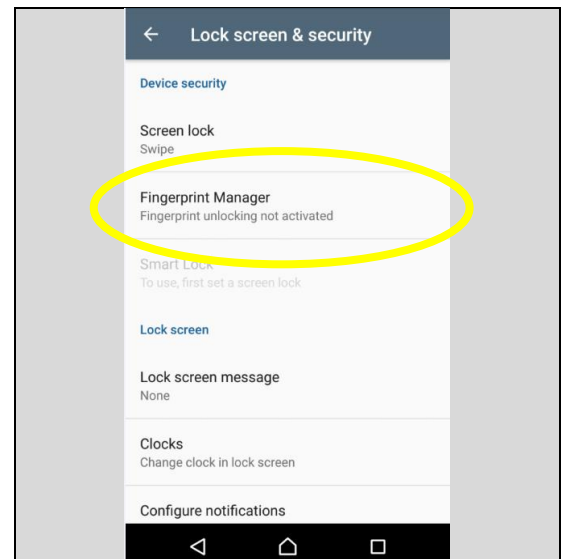 Lock screen & security
Device security
Screen lock
Swipe
Fingerprint Manager
Fingerprint unlocking not activated
Smart Lock
To use, first set a screen lock
Lock screen
Lock screen message
None
Clocks
Change clock in lock screen
Configure notifications